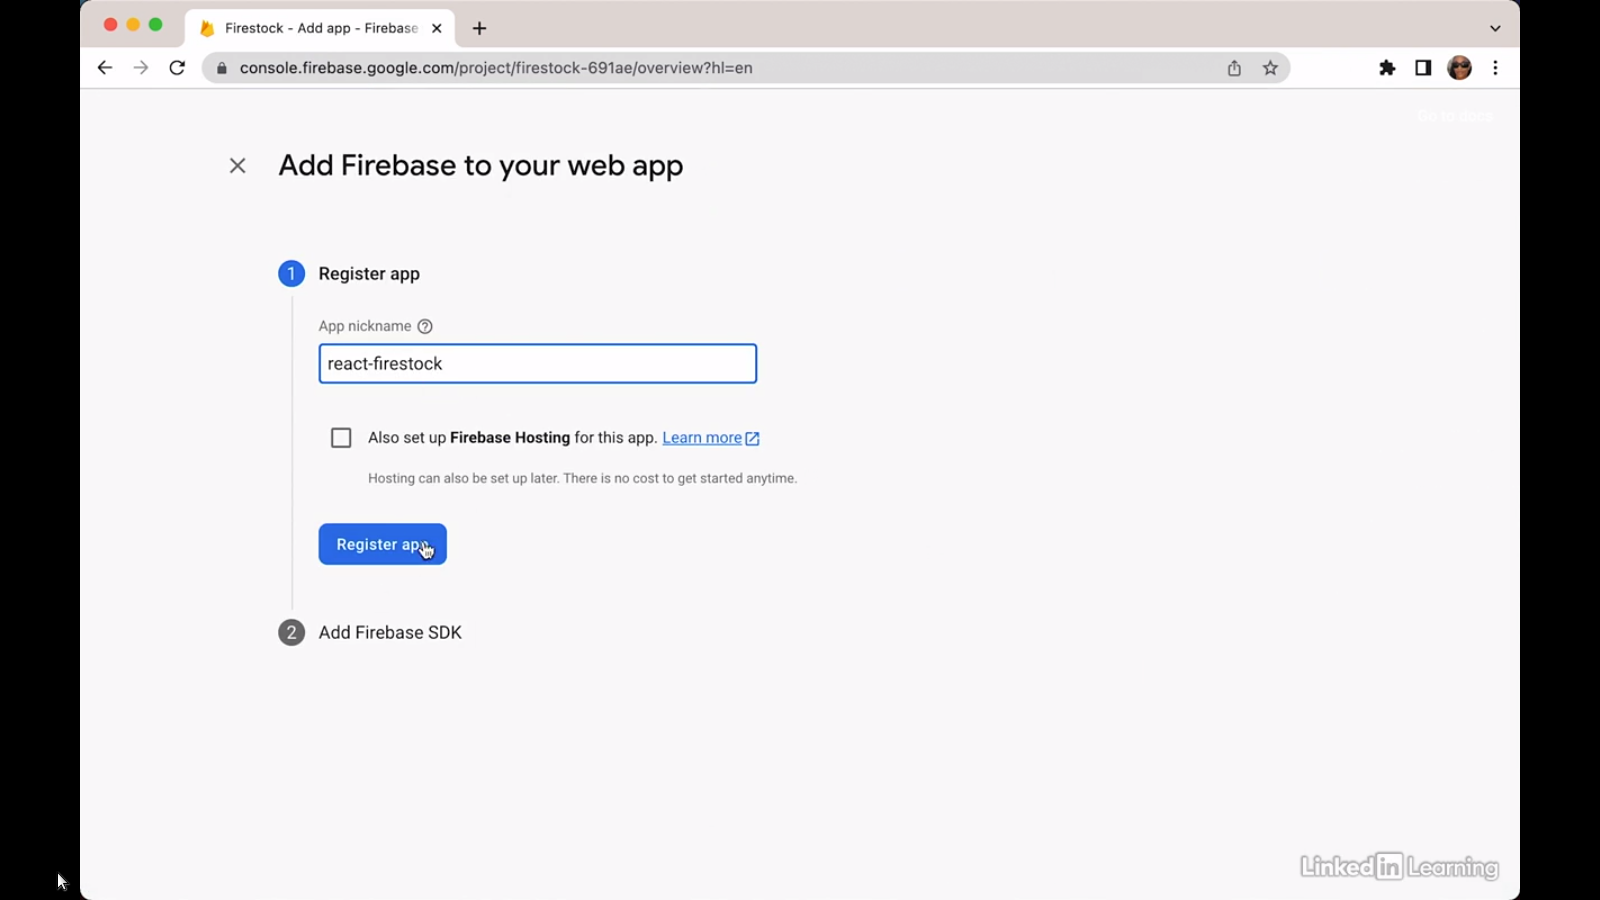 Firestock - Add app - Firebase
console.firebase.google.com/project/firestock-691ae/overview?hl=en
Go to docs
Add Firebase to your web app
1 Register app
App nickname
react-firestock
Also set up Firebase Hosting for this app. Learn more
Hosting can also be set up later. There is no cost to get started anytime.
Register app
2 Add Firebase SDK
LinkedIn Learning